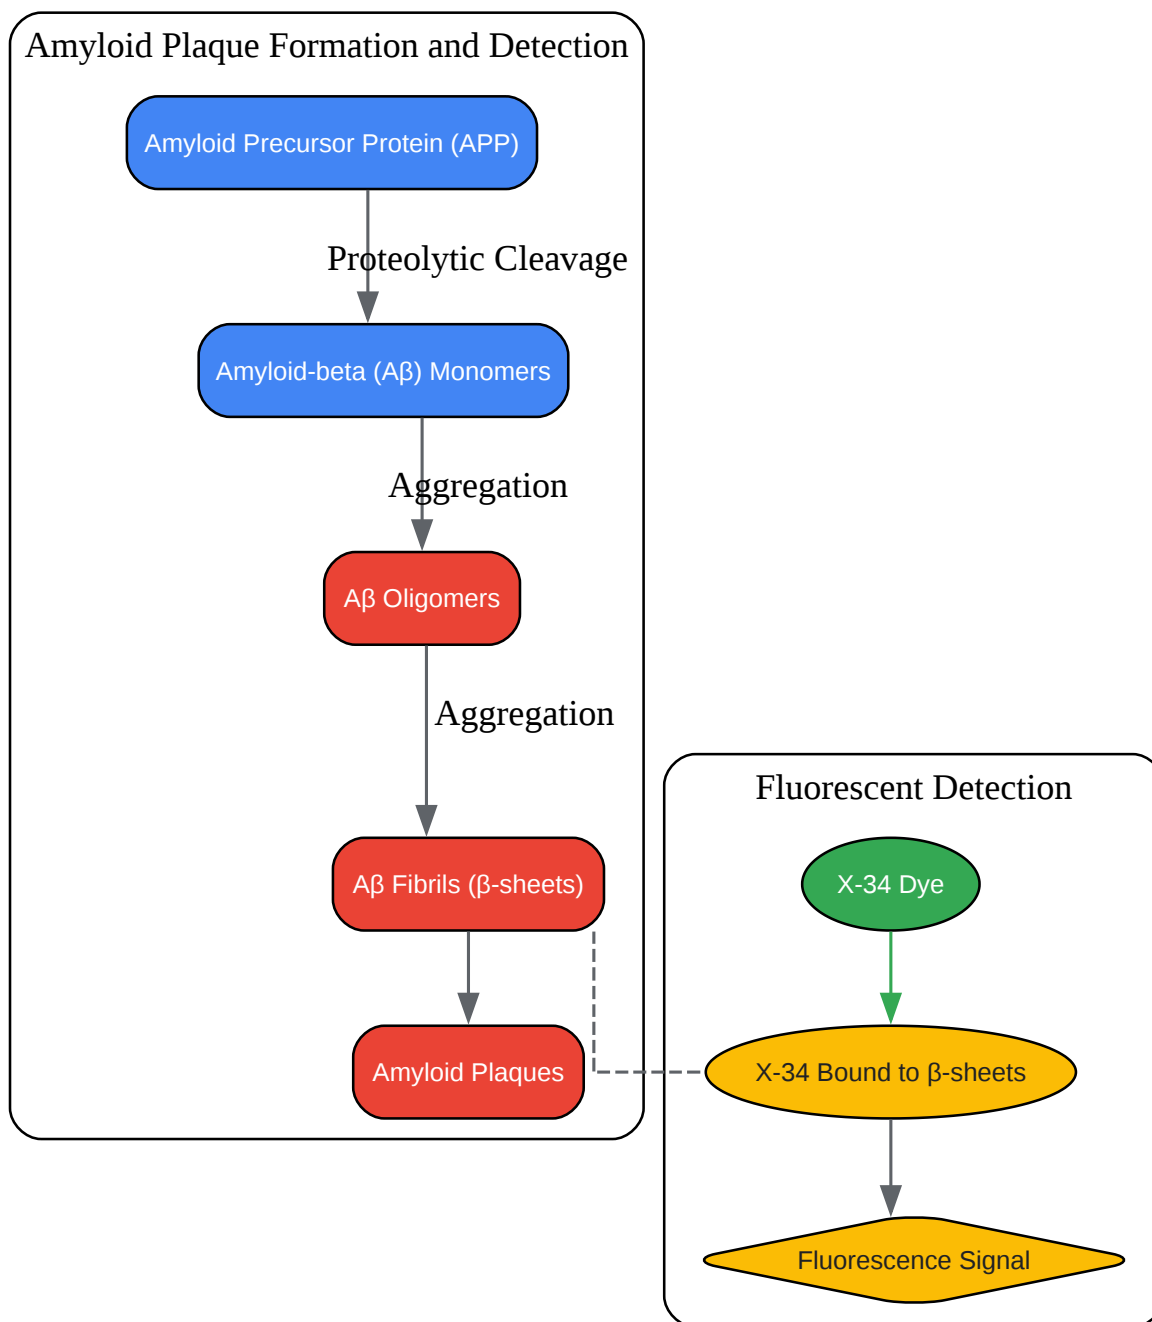 Amyloid Plaque Formation and Detection
Amyloid Precursor Protein (APP)
Proteolytic Cleavage
Amyloid-beta (Aβ) Monomers
Aggregation
Aβ Oligomers
Aggregation
Aβ Fibrils (β-sheets)
Amyloid Plaques
Fluorescent Detection
X-34 Dye
X-34 Bound to β-sheets
Fluorescence Signal